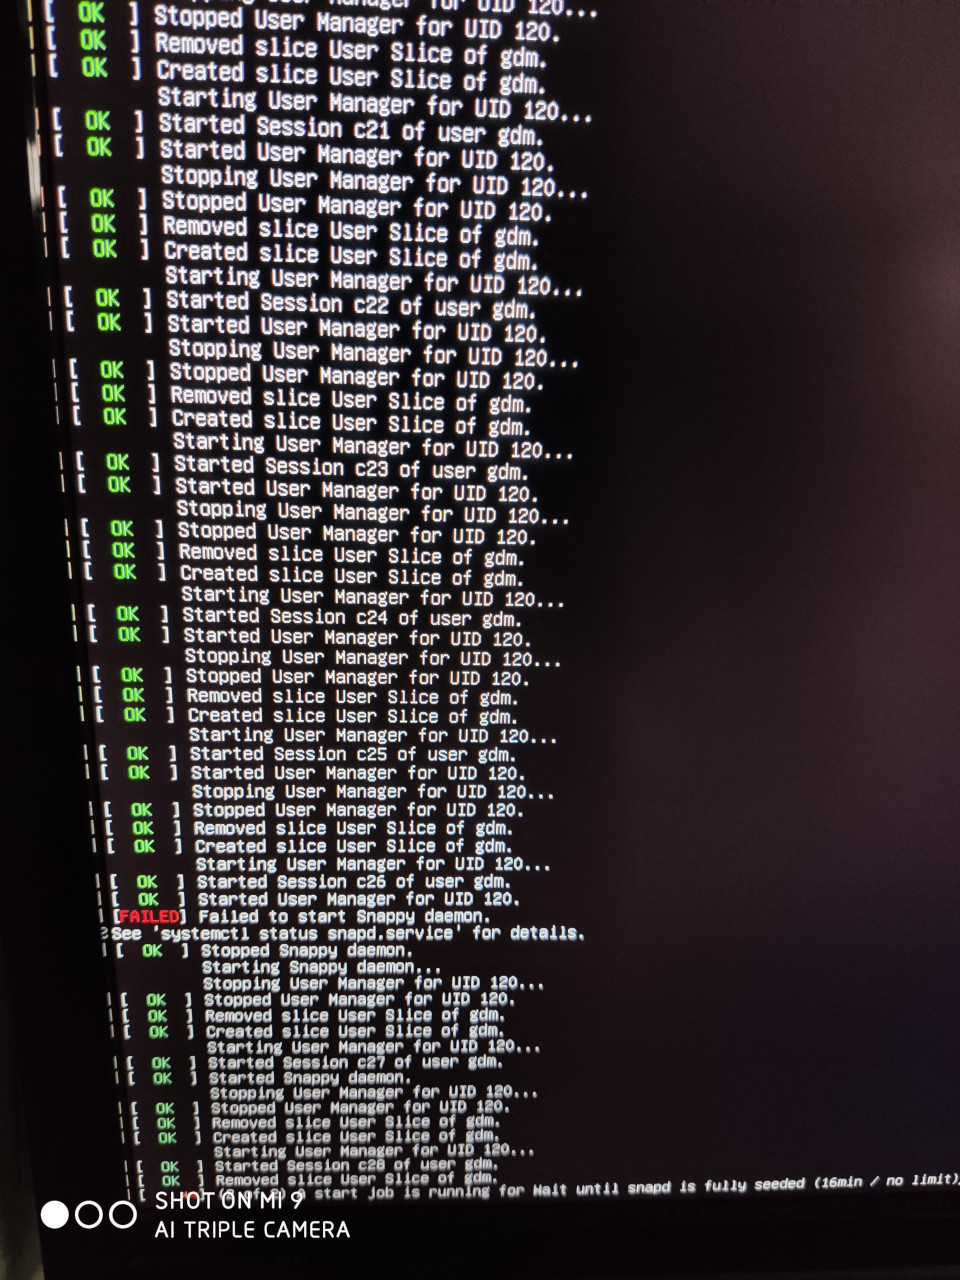 Stopping User Manager for UID 120...
[ OK ] Stopped User Manager for UID 120.
[ OK ] Removed slice User Slice of gdm.
[ OK ] Created slice User Slice of gdm.
Starting User Manager for UID 120...
[ OK ] Started Session c21 of user gdm.
[ OK ] Started User Manager for UID 120.
Stopping User Manager for UID 120...
[ OK ] Stopped User Manager for UID 120.
[ OK ] Removed slice User Slice of gdm.
[ OK ] Created slice User Slice of gdm.
Starting User Manager for UID 120...
[ OK ] Started Session c22 of user gdm.
[ OK ] Started User Manager for UID 120.
Stopping User Manager for UID 120...
[ OK ] Stopped User Manager for UID 120.
[ OK ] Removed slice User Slice of gdm.
[ OK ] Created slice User Slice of gdm.
Starting User Manager for UID 120...
[ OK ] Started Session c23 of user gdm.
[ OK ] Started User Manager for UID 120.
Stopping User Manager for UID 120...
[ OK ] Stopped User Manager for UID 120.
[ OK ] Removed slice User Slice of gdm.
[ OK ] Created slice User Slice of gdm.
Starting User Manager for UID 120...
[ OK ] Started Session c24 of user gdm.
[ OK ] Started User Manager for UID 120.
Stopping User Manager for UID 120...
[ OK ] Stopped User Manager for UID 120.
[ OK ] Removed slice User Slice of gdm.
[ OK ] Created slice User Slice of gdm.
Starting User Manager for UID 120...
[ OK ] Started Session c25 of user gdm.
[ OK ] Started User Manager for UID 120.
Stopping User Manager for UID 120...
[ OK ] Stopped User Manager for UID 120.
[ OK ] Removed slice User Slice of gdm.
[ OK ] Created slice User Slice of gdm.
Starting User Manager for UID 120...
[ OK ] Started Session c26 of user gdm.
[ OK ] Started User Manager for UID 120.
[FAILED] Failed to start Snappy daemon.
See 'systemctl status snapd.service' for details.
[ OK ] Stopped Snappy daemon.
Starting Snappy daemon...
Stopping User Manager for UID 120...
[ OK ] Stopped User Manager for UID 120.
[ OK ] Removed slice User Slice of gdm.
[ OK ] Created slice User Slice of gdm.
Starting User Manager for UID 120...
[ OK ] Started Session c27 of user gdm.
[ OK ] Started Snappy daemon.
Stopping User Manager for UID 120...
[ OK ] Stopped User Manager for UID 120.
[ OK ] Removed slice User Slice of gdm.
[ OK ] Created slice User Slice of gdm.
Starting User Manager for UID 120...
[ OK ] Started Session c28 of user gdm.
[ OK ] Removed slice User Slice of gdm.
start job is running for Wait until snapd is fully seeded (16min / no limit)
SHOT ON MI 9
AI TRIPLE CAMERA